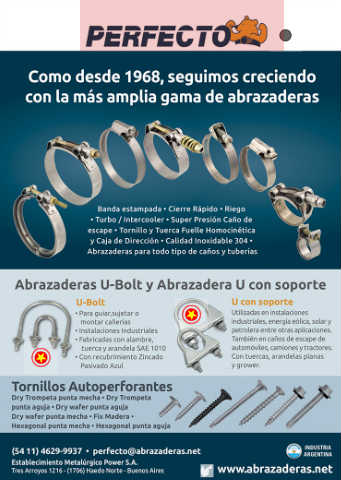 PERFECTO
Como desde 1968, seguimos creciendo
con la más amplia gama de abrazaderas
Banda estampada • Cierre Rápido • Riego
• Turbo / Intercooler • Super Presión Caño de
escape • Tornillo y Tuerca Fuelle Homocinética
y Caja de Dirección • Calidad Inoxidable 304 •
Abrazaderas para todo tipo de caños y tuberías
Abrazaderas U-Bolt y Abrazadera U con soporte
U-Bolt
• Para guiar,sujetar o
montar cañerías
• Instalaciones Industriales
• Fabricadas con alambre,
tuerca y arandela SAE 1010
• Con recubrimiento Zincado
Pasivado Azul
U con soporte
Utilizadas en instalaciones
industriales, energía eólica, solar y
petrolera entre otras aplicaciones.
También en caños de escape de
automóviles, camiones y tractores.
Con tuercas, arandelas planas
y grower.
Tornillos Autoperforantes
Dry Trompeta punta mecha • Dry Trompeta
punta aguja • Dry wafer punta aguja
Dry wafer punta mecha • Fix Madera •
Hexagonal punta mecha • Hexagonal punta aguja
(54 11) 4629-9937 • perfecto@abrazaderas.net
Establecimiento Metalúrgico Power S.A.
Tres Arroyos 1216 - (1706) Haedo Norte - Buenos Aires
INDUSTRIA
ARGENTINA
www.abrazaderas.net